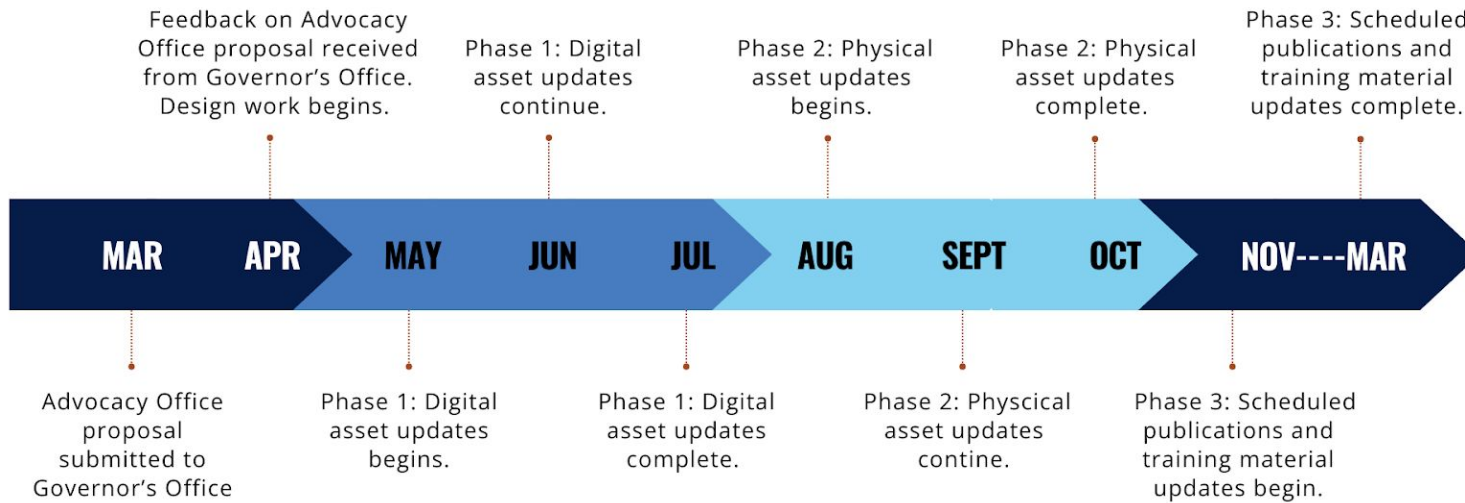 Feedback on Advocacy
Office proposal received
from Governor's Office.
Design work begins.
Phase 1: Digital
asset updates
continue.
Phase 2: Physical
asset updates
begins.
Phase 2: Physical
asset updates
complete.
Phase 3: Scheduled
publications and
training material
updates complete.
MAR APR MAY JUN JUL AUG SEPT OCT NOV----MAR
Advocacy Office
proposal
submitted to
Governor's Office
Phase 1: Digital
asset updates
begins.
Phase 1: Digital
asset updates
complete.
Phase 2: Physcical
asset updates
contine.
Phase 3: Scheduled
publications and
training material
updates begin.